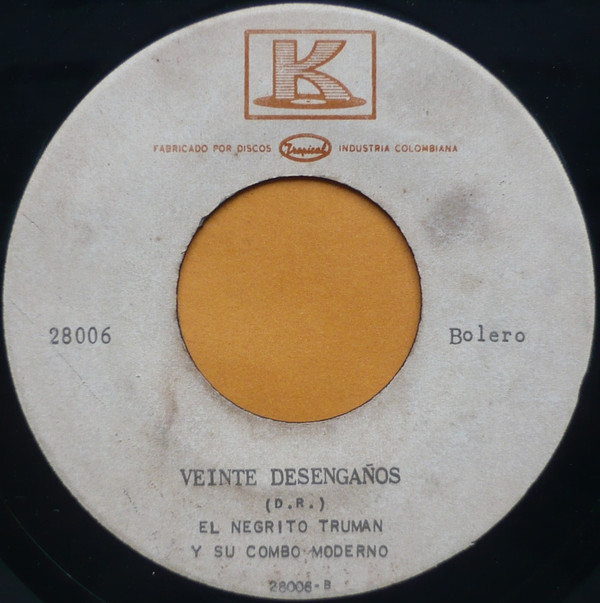 K
FABRICADO POR DISCOS Tropical INDUSTRIA COLOMBIANA
28006 Bolero
VEINTE DESENGAÑOS
(D.R.)
EL NEGRITO TRUMAN
Y SU COMBO MODERNO
28006-B